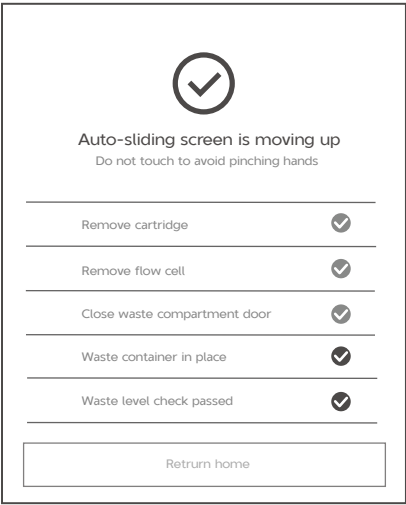 Auto-sliding screen is moving up
Do not touch to avoid pinching hands
Remove cartridge
Remove flow cell
Close waste compartment door
Waste container in place
Waste level check passed
Retrurn home